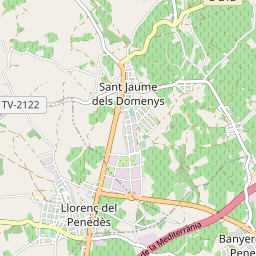 Sant Jaume
dels Domenys
TV-2122
Llorenç del
Penedès
de la Mediterrània
Banyere
Pene